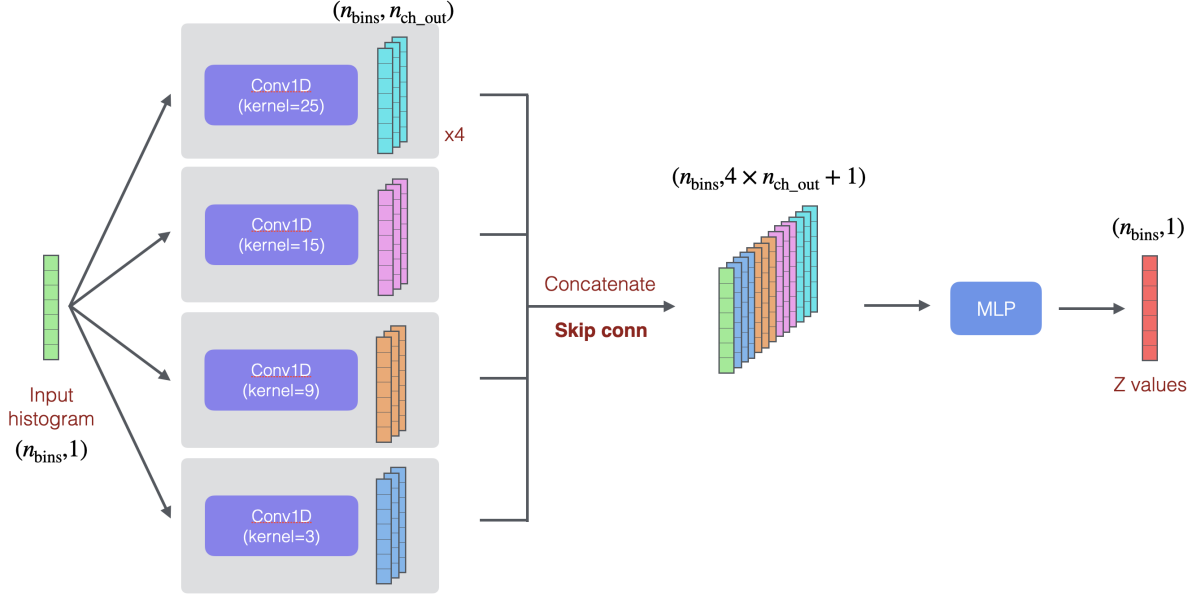 (n_bins, n_ch_out)
Conv1D
(kernel=25)
x4
Conv1D
(kernel=15)
Input
histogram
(n_bins,1)
Conv1D
(kernel=9)
Conv1D
(kernel=3)
Concatenate
Skip conn
(n_bins,4 × n_ch_out + 1)
MLP
(n_bins,1)
Z values